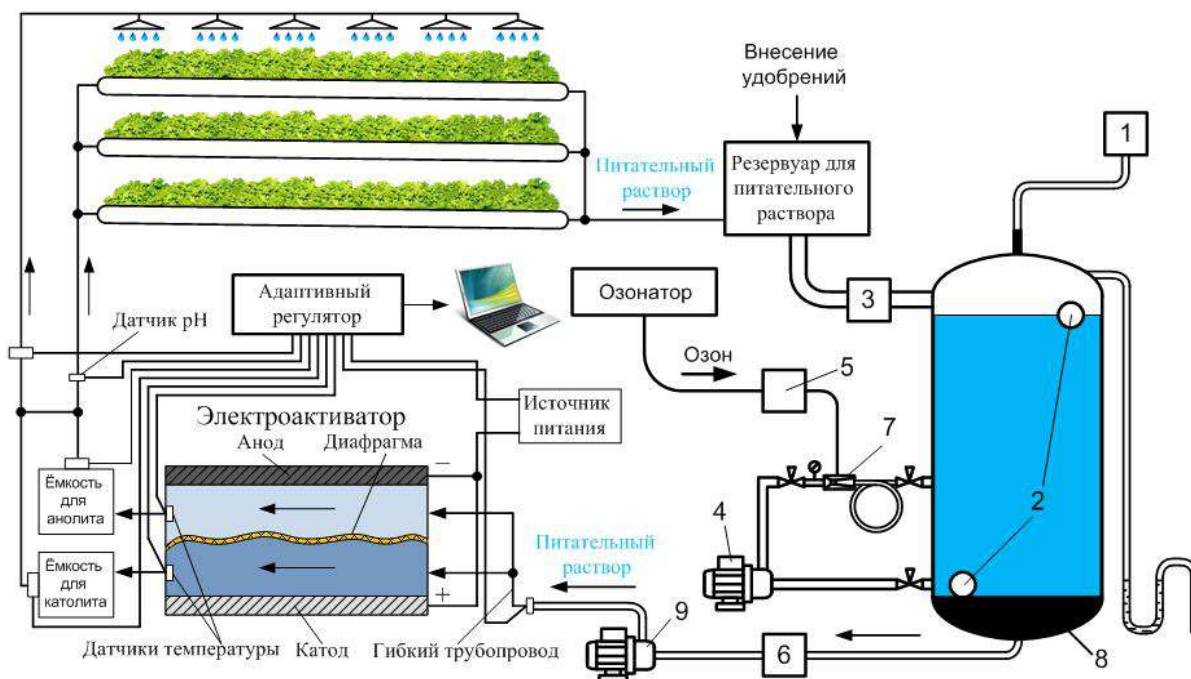 Внесение
удобрений
1
Питательный
раствор
Резервуар для
питательного
раствора
Адаптивный
регулятор
Озонатор
3
Датчик pH
Озон
5
Источник
питания
Электроактиватор
Анод
Диафрагма
7
–
Ёмкость
для
анолита
2
4
Питательный
раствор
Ёмкость
для
католита
+
9
Датчики температуры
Катод
Гибкий трубопровод
6
8